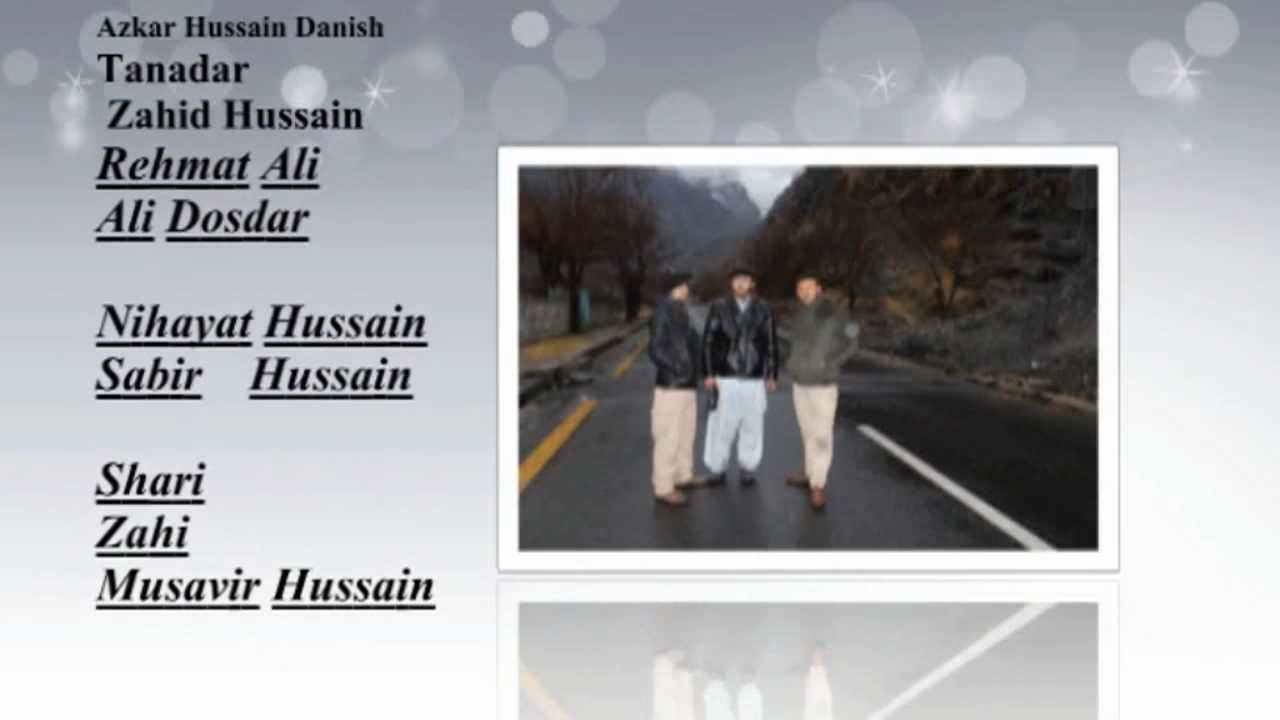 Azkar Hussain Danish
Tanadar
Zahid Hussain
Rehmat Ali
Ali Dosdar
Nihayat Hussain
Sabir Hussain
Shari
Zahi
Musavir Hussain